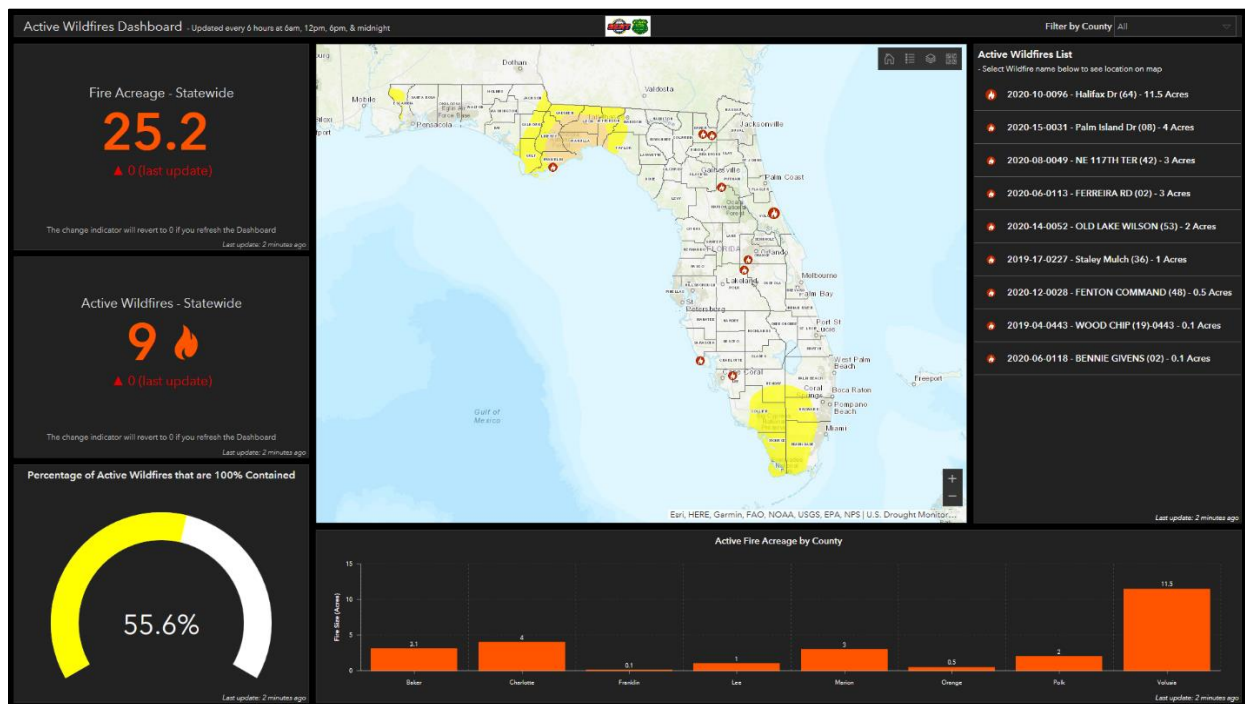 Active Wildfires Dashboard - Updated every 6 hours at 6am, 12pm, 6pm, & midnight
Filter by County All
Fire Acreage - Statewide
25.2
▲ 0 (last update)
The change indicator will revert to 0 if you refresh the Dashboard
Last update: 2 minutes ago
Active Wildfires - Statewide
9
▲ 0 (last update)
The change indicator will revert to 0 if you refresh the Dashboard
Last update: 2 minutes ago
Percentage of Active Wildfires that are 100% Contained
55.6%
Last update: 2 minutes ago
Dothan
Mobile
Pensacola
Valdosta
Jacksonville
Gainesville
Palm Coast
FLORIDA
Orlando
Lakeland
Melbourne
Palm Bay
St
Petersburg
Port St
Lucie
West Palm
Beach
Cape Coral
Freeport
Coral
Springs
Boca Raton
Pompano
Beach
Miami
Gulf of
Mexico
+
−
Esri, HERE, Garmin, FAO, NOAA, USGS, EPA, NPS | U.S. Drought Monitor...
Active Wildfires List
- Select Wildfire name below to see location on map
2020-10-0096 - Halifax Dr (64) - 11.5 Acres
2020-15-0031 - Palm Island Dr (08) - 4 Acres
2020-08-0049 - NE 117TH TER (42) - 3 Acres
2020-06-0113 - FERREIRA RD (02) - 3 Acres
2020-14-0052 - OLD LAKE WILSON (53) - 2 Acres
2019-17-0227 - Staley Mulch (36) - 1 Acres
2020-12-0028 - FENTON COMMAND (48) - 0.5 Acres
2019-04-0443 - WOOD CHIP (19)-0443 - 0.1 Acres
2020-06-0118 - BENNIE GIVENS (02) - 0.1 Acres
Last update: 2 minutes ago
Active Fire Acreage by County
Fire Size (Acres)
15
10
5
0
3.1
4
0.1
1
3
0.5
2
11.5
Baker
Charlotte
Franklin
Lee
Marion
Orange
Polk
Volusia
Last update: 2 minutes ago